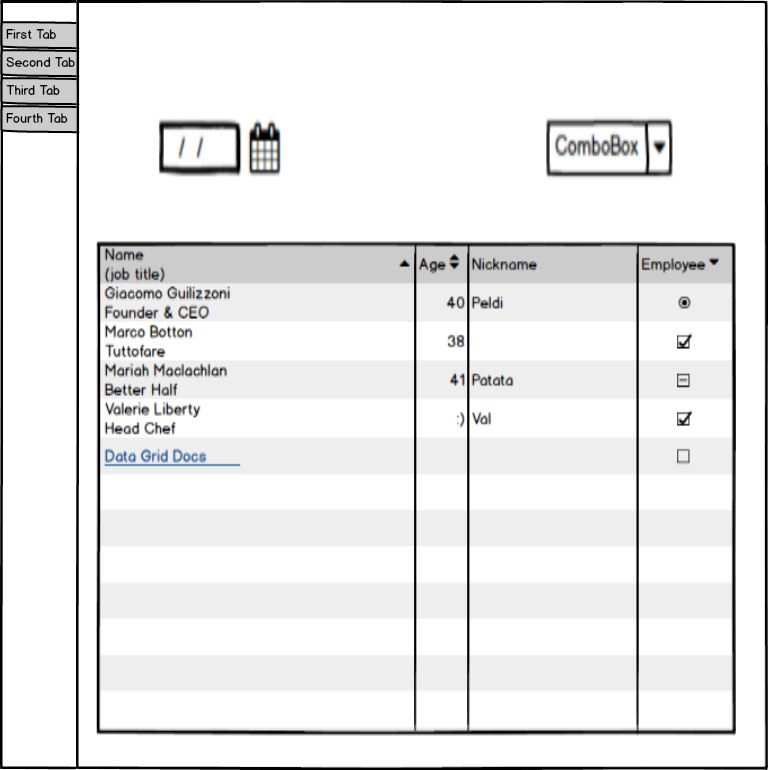 First Tab
Second Tab
Third Tab
Fourth Tab
/ /
ComboBox
Name
(job title)
Age
Nickname
Employee
Giacomo Guilizzoni
Founder & CEO
40
Peldi
Marco Botton
Tuttofare
38
Mariah Maclachlan
Better Half
41
Patata
Valerie Liberty
Head Chef
:)
Val
Data Grid Docs